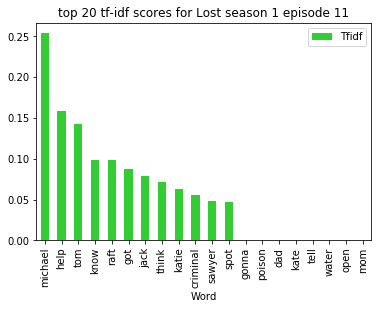 top 20 tf-idf scores for Lost season 1 episode 11
Tfidf
0.25
0.20
0.15
0.10
0.05
0.00
michael
help
tom
know
raft
got
jack
think
katie
criminal
sawyer
spot
gonna
poison
dad
kate
tell
water
open
mom
Word